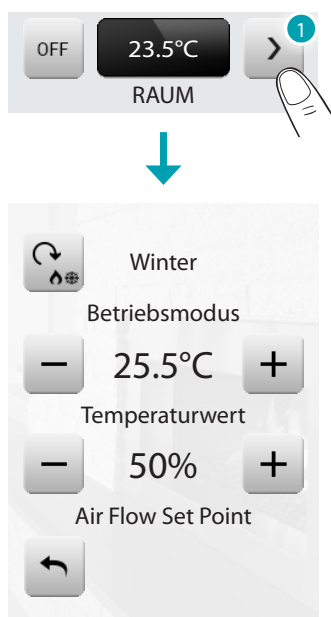 1
OFF 23.5°C >
RAUM
Winter
Betriebsmodus
− 25.5°C +
Temperaturwert
− 50% +
Air Flow Set Point